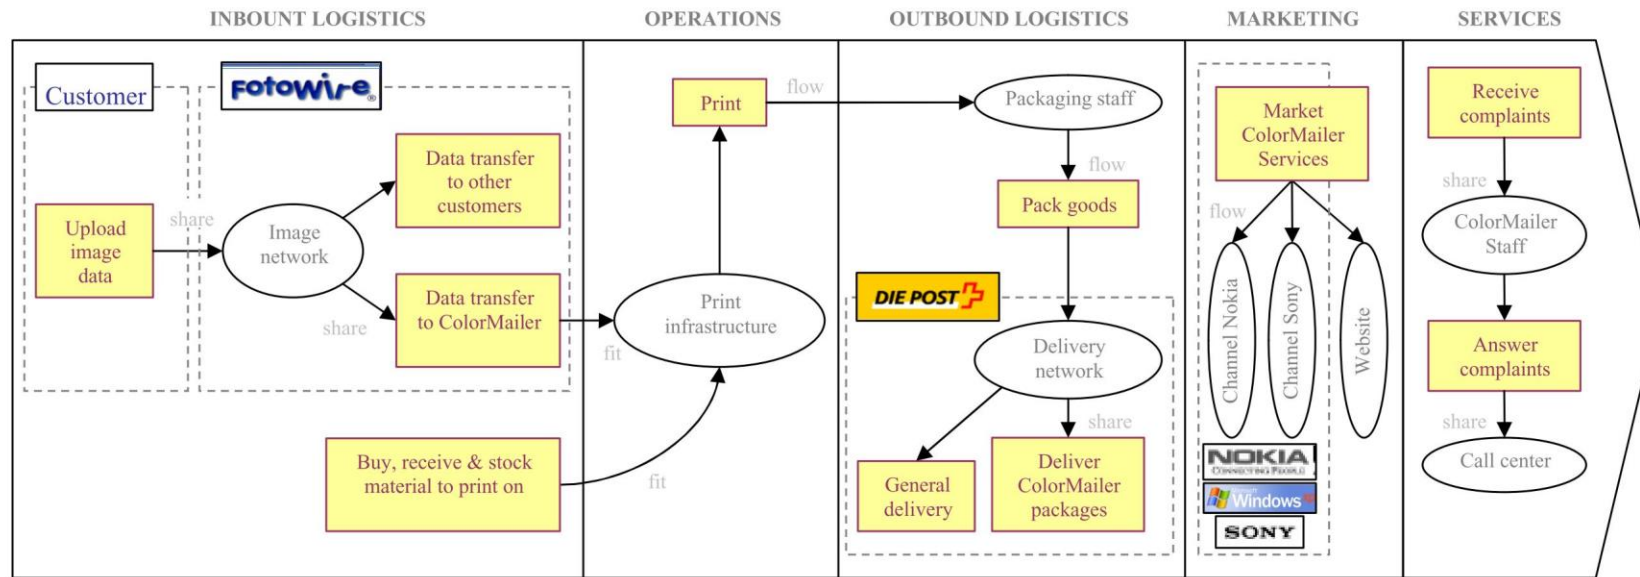 INBOUNT LOGISTICS
OPERATIONS
OUTBOUND LOGISTICS
MARKETING
SERVICES
Customer
FOTOWIRE®
Upload
image
data
share
Image
network
share
Data transfer
to other
customers
Data transfer
to ColorMailer
fit
Buy, receive & stock
material to print on
fit
Print
flow
Print
infrastructure
Packaging staff
flow
Pack goods
DIE POST
Delivery
network
share
General
delivery
Deliver
ColorMailer
packages
Market
ColorMailer
Services
flow
Channel Nokia
Channel Sony
Website
NOKIA
CONNECTING PEOPLE
Microsoft
Windows xp
SONY
Receive
complaints
share
ColorMailer
Staff
Answer
complaints
share
Call center